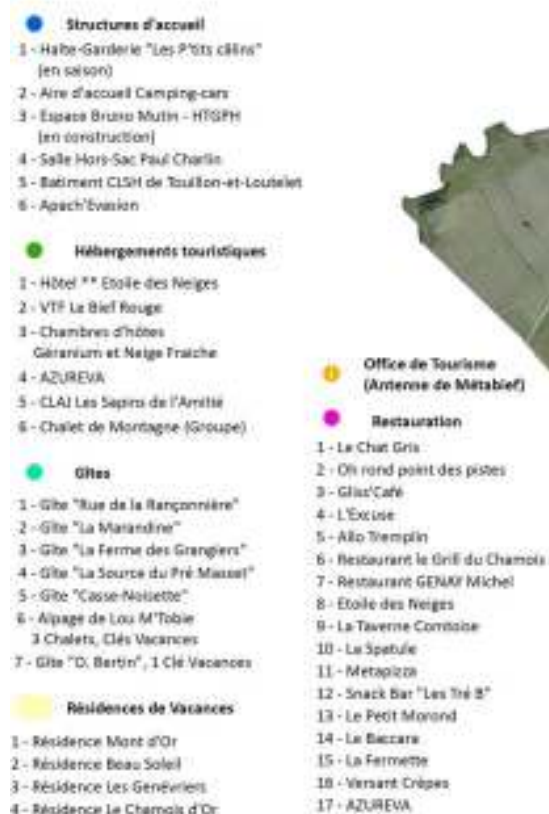 Structures d'accueil
1 - Halte-Garderie "Les P'tits câlins"
(en saison)
2 - Aire d'accueil Camping-cars
3 - Espace Bruno Mutin - HTGPH
(en construction)
4 - Salle Hors-Sac Paul Charlin
5 - Batiment CLSH de Touillon-et-Loutelet
6 - Apach'Evasion
Hébergements touristiques
1 - Hôtel ** Etoile des Neiges
2 - VTF Le Bief Rouge
3 - Chambres d'hôtes
Géranium et Neige Fraiche
4 - AZUREVA
5 - CLAJ Les Sapins de l'Amitié
6 - Chalet de Montagne (Groupe)
Gîtes
1 - Gîte "Rue de la Rançonnière"
2 - Gîte "La Marandine"
3 - Gîte "La Ferme des Grangiers"
4 - Gîte "La Source du Pré Masset"
5 - Gîte "Casse-Noisette"
6 - Alpage de Lou M'Tobie
3 Chalets, Clés Vacances
7 - Gîte "D. Bertin", 1 Clé Vacances
Résidences de Vacances
1 - Résidence Mont d'Or
2 - Résidence Beau Soleil
3 - Résidence Les Genévriers
4 - Résidence Le Chamois d'Or
Office de Tourisme
(Antenne de Métabief)
Restauration
1 - Le Chat Gris
2 - Oh rond point des pistes
3 - Gliss'Café
4 - L'Excuse
5 - Allo Tremplin
6 - Restaurant le Grill du Chamois
7 - Restaurant GENAY Michel
8 - Etoile des Neiges
9 - La Taverne Comtoise
10 - La Spatule
11 - Metapizza
12 - Snack Bar "Les Tré B"
13 - Le Petit Morond
14 - Le Baccara
15 - La Fermette
16 - Versant Crêpes
17 - AZUREVA